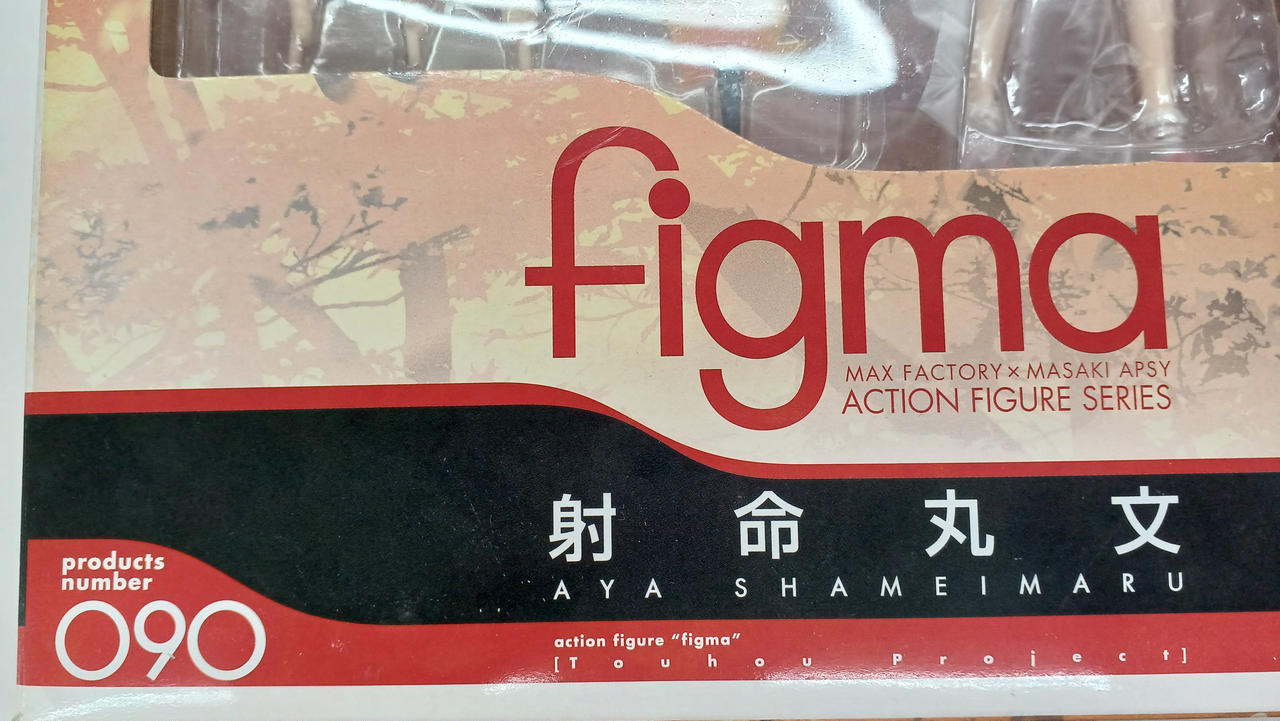 figma
MAX FACTORY × MASAKI APSY
ACTION FIGURE SERIES
射命丸文
AYA SHAMEIMARU
products
number
090
action figure “figma”
[Touhou Project]